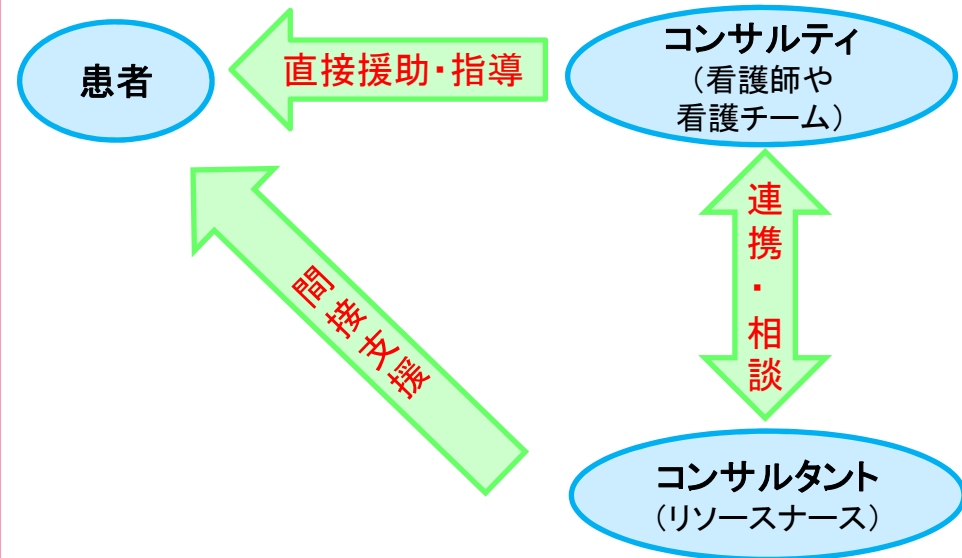 患者
直接援助・指導
コンサルティ
（看護師や
看護チーム）
連携・相談
間接支援
コンサルタント
（リソースナース）